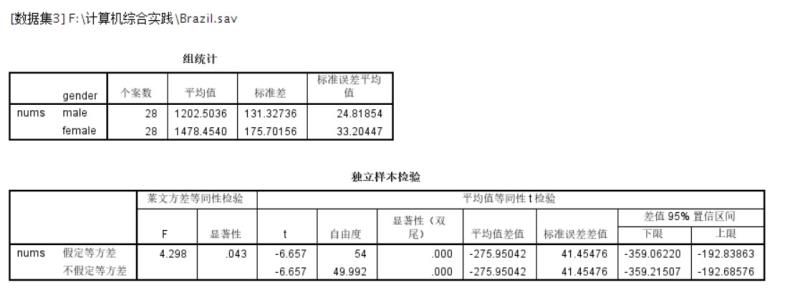 [数据集3] F:\计算机综合实践\Brazil.sav
组统计
gender 个案数 平均值 标准差 标准误差平均值
nums male 28 1202.5036 131.32736 24.81854
female 28 1478.4540 175.70156 33.20447
独立样本检验
莱文方差等同性检验 平均值等同性 t 检验
F 显著性 t 自由度 显著性（双尾） 平均值差值 标准误差差值 差值 95% 置信区间
下限 上限
nums 假定等方差 4.298 .043 -6.657 54 .000 -275.95042 41.45476 -359.06220 -192.83863
不假定等方差 -6.657 49.992 .000 -275.95042 41.45476 -359.21507 -192.68576